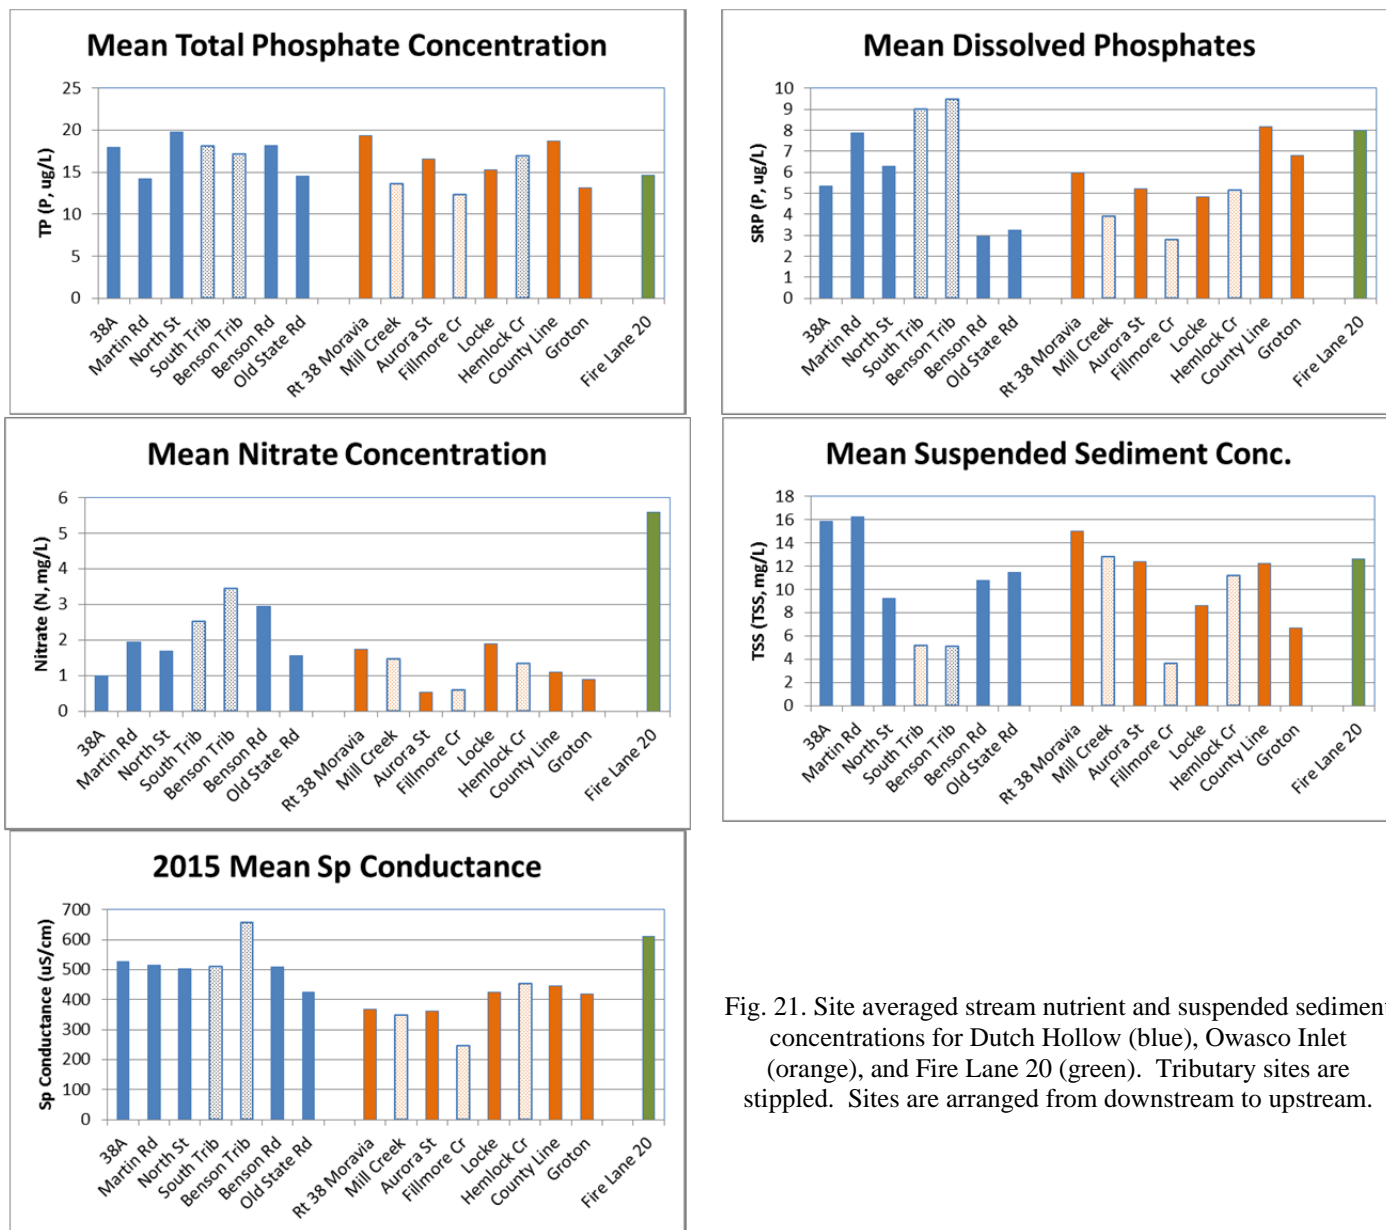 Mean Total Phosphate Concentration
TP (P, ug/L)
25
20
15
10
5
0
38A
Martin Rd
North St
South Trib
Benson Trib
Benson Rd
Old State Rd
Rt 38 Moravia
Mill Creek
Aurora St
Fillmore Cr
Locke
Hemlock Cr
County Line
Groton
Fire Lane 20
Mean Dissolved Phosphates
SRP (P, ug/L)
10
9
8
7
6
5
4
3
2
1
0
38A
Martin Rd
North St
South Trib
Benson Trib
Benson Rd
Old State Rd
Rt 38 Moravia
Mill Creek
Aurora St
Fillmore Cr
Locke
Hemlock Cr
County Line
Groton
Fire Lane 20
Mean Nitrate Concentration
Nitrate (N, mg/L)
6
5
4
3
2
1
0
38A
Martin Rd
North St
South Trib
Benson Trib
Benson Rd
Old State Rd
Rt 38 Moravia
Mill Creek
Aurora St
Fillmore Cr
Locke
Hemlock Cr
County Line
Groton
Fire Lane 20
Mean Suspended Sediment Conc.
TSS (TSS, mg/L)
18
16
14
12
10
8
6
4
2
0
38A
Martin Rd
North St
South Trib
Benson Trib
Benson Rd
Old State Rd
Rt 38 Moravia
Mill Creek
Aurora St
Fillmore Cr
Locke
Hemlock Cr
County Line
Groton
Fire Lane 20
2015 Mean Sp Conductance
Sp Conductance (uS/cm)
700
600
500
400
300
200
100
0
38A
Martin Rd
North St
South Trib
Benson Trib
Benson Rd
Old State Rd
Rt 38 Moravia
Mill Creek
Aurora St
Fillmore Cr
Locke
Hemlock Cr
County Line
Groton
Fire Lane 20
Fig. 21. Site averaged stream nutrient and suspended sediment
concentrations for Dutch Hollow (blue), Owasco Inlet
(orange), and Fire Lane 20 (green). Tributary sites are
stippled. Sites are arranged from downstream to upstream.